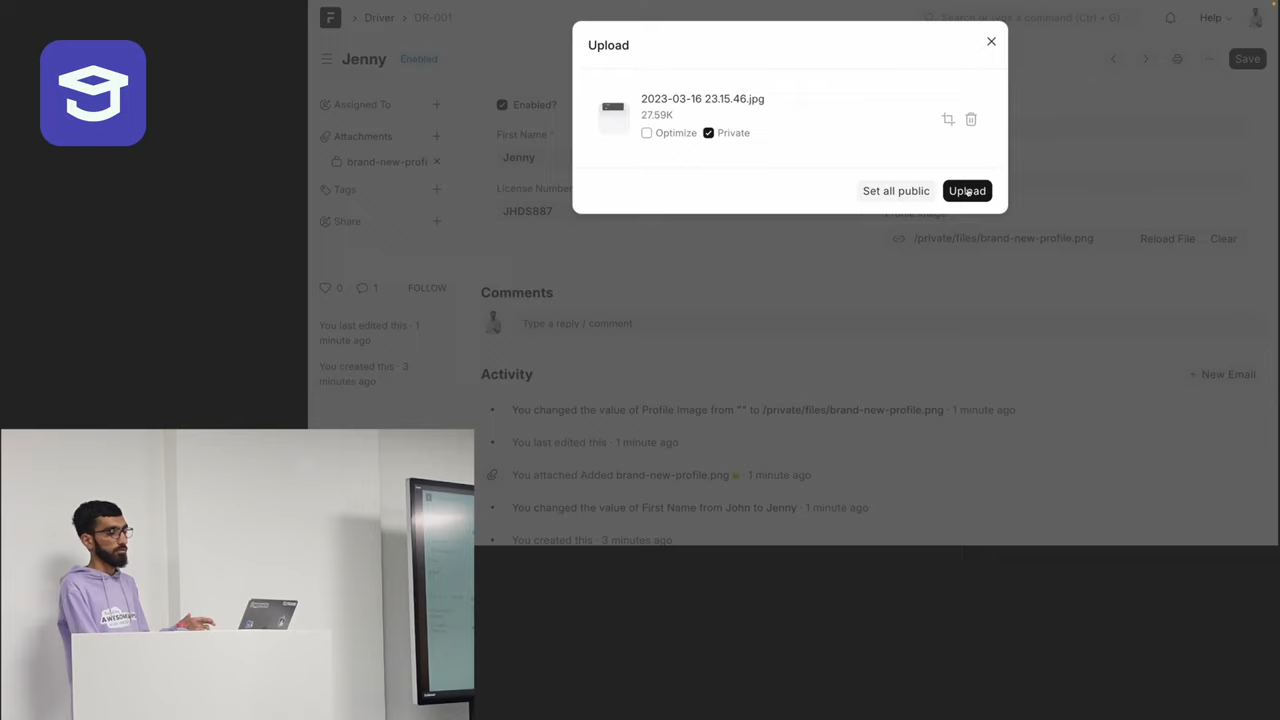 Driver
DR-001
Search or type a command (Ctrl + G)
Help
Jenny
Enabled
Save
Upload
2023-03-16 23.15.46.jpg
27.59K
Optimize
Private
Set all public
Upload
Assigned To
Attachments
brand-new-profi
Tags
Share
0
1
FOLLOW
You last edited this · 1
minute ago
You created this · 3
minutes ago
Enabled?
First Name *
Jenny
License Number
JHDS887
Profile Image
/private/files/brand-new-profile.png
Reload File
Clear
Comments
Type a reply / comment
Activity
+ New Email
You changed the value of Profile Image from "" to /private/files/brand-new-profile.png · 1 minute ago
You last edited this · 1 minute ago
You attached Added brand-new-profile.png · 1 minute ago
You changed the value of First Name from John to Jenny · 1 minute ago
You created this · 3 minutes ago
AWESOME